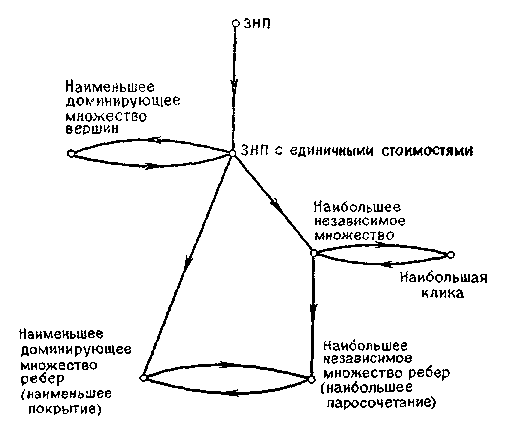 ЗНП
Наименьшее
доминирующее
множество
вершин
ЗНП с единичными стоимостями
Наибольшее
независимое
множество
Наибольшая
клика
Наименьшее
доминирующее
множество
ребер
(наименьшее
покрытие)
Наибольшее
независимое
множество ребер
(наибольшее
паросочетание)